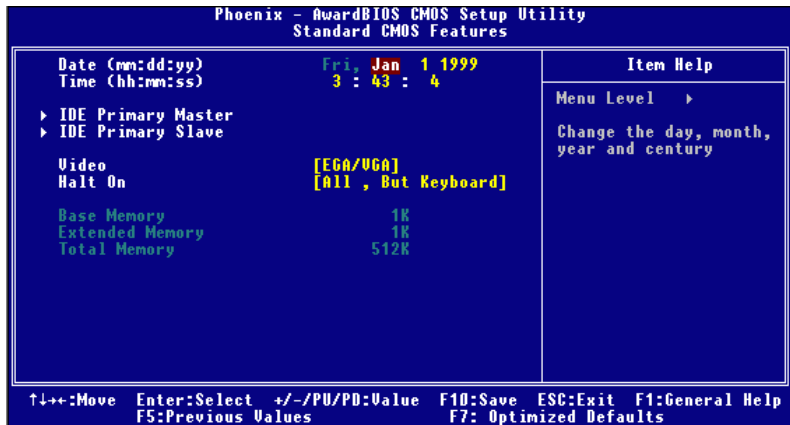 Phoenix - AwardBIOS CMOS Setup Utility
Standard CMOS Features
Date (mm:dd:yy) Fri, Jan 1 1999
Time (hh:mm:ss) 3 : 43 : 4
IDE Primary Master
IDE Primary Slave
Video [EGA/VGA]
Halt On [All , But Keyboard]
Base Memory 1K
Extended Memory 1K
Total Memory 512K
Item Help
Menu Level
Change the day, month,
year and century
↑↓→←:Move Enter:Select +/-/PU/PD:Value F10:Save ESC:Exit F1:General Help
F5:Previous Values F7: Optimized Defaults